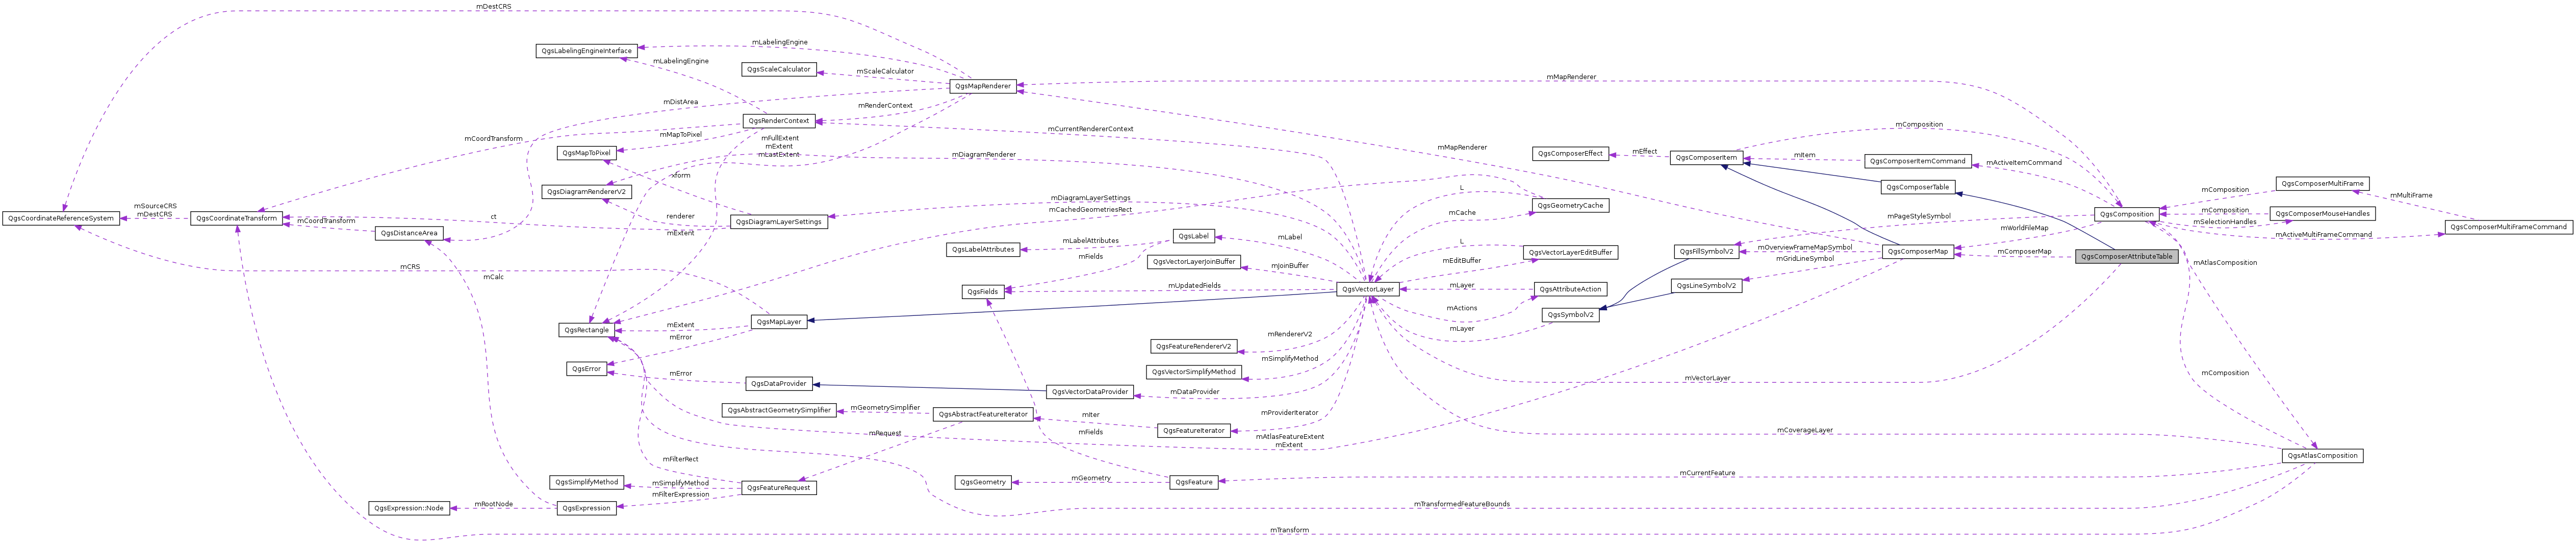 mDestCRS
mLabelingEngine
QgsLabelingEngineInterface
mLabelingEngine
mScaleCalculator
QgsScaleCalculator
mMapRenderer
QgsMapRenderer
mDistArea
mRenderContext
QgsRenderContext
mCoordTransform
mMapToPixel
mFullExtent
mExtent
mLastExtent
mCurrentRendererContext
mComposition
QgsMapToPixel
mDiagramRenderer
mMapRenderer
QgsComposerEffect
mEffect
QgsComposerItem
mItem
QgsComposerItemCommand
mActiveItemCommand
xform
QgsDiagramRendererV2
mDiagramLayerSettings
mCachedGeometriesRect
L
QgsComposerTable
mComposition
QgsComposerMultiFrame
mMultiFrame
mSourceCRS
mDestCRS
QgsCoordinateReferenceSystem
QgsCoordinateTransform
mCoordTransform
ct
renderer
QgsDiagramLayerSettings
mCache
QgsGeometryCache
mPageStyleSymbol
QgsComposition
mComposition
QgsComposerMouseHandles
mSelectionHandles
QgsDistanceArea
mExtent
QgsLabelAttributes
mLabelAttributes
QgsLabel
mLabel
mFields
L
QgsVectorLayerEditBuffer
mWorldFileMap
mActiveMultiFrameCommand
QgsComposerMultiFrameCommand
QgsFillSymbolV2
mOverviewFrameMapSymbol
mGridLineSymbol
QgsComposerMap
mComposerMap
QgsComposerAttributeTable
mAtlasComposition
mCRS
mCalc
QgsVectorLayerJoinBuffer
mJoinBuffer
mEditBuffer
QgsFields
mUpdatedFields
QgsVectorLayer
mLayer
QgsAttributeAction
QgsLineSymbolV2
mActions
QgsSymbolV2
mLayer
QgsRectangle
mExtent
mError
QgsMapLayer
mRendererV2
QgsFeatureRendererV2
mSimplifyMethod
QgsVectorSimplifyMethod
QgsError
mError
QgsDataProvider
QgsVectorDataProvider
mDataProvider
mVectorLayer
mComposition
QgsAbstractGeometrySimplifier
mGeometrySimplifier
QgsAbstractFeatureIterator
mIter
QgsFeatureIterator
mProviderIterator
mRequest
mFields
mAtlasFeatureExtent
mExtent
mCoverageLayer
QgsAtlasComposition
mFilterRect
QgsSimplifyMethod
mSimplifyMethod
mFilterExpression
QgsFeatureRequest
QgsGeometry
mGeometry
QgsFeature
mCurrentFeature
QgsExpression::Node
mRootNode
QgsExpression
mTransformedFeatureBounds
mTransform